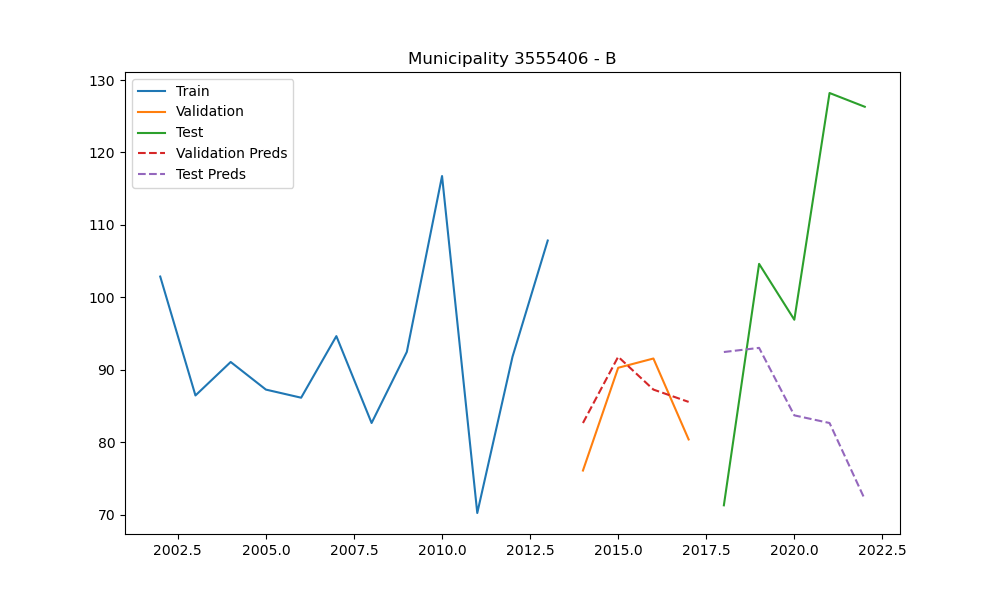 Municipality 3555406 - B
Train
Validation
Test
Validation Preds
Test Preds
130
120
110
100
90
80
70
2002.5 2005.0 2007.5 2010.0 2012.5 2015.0 2017.5 2020.0 2022.5